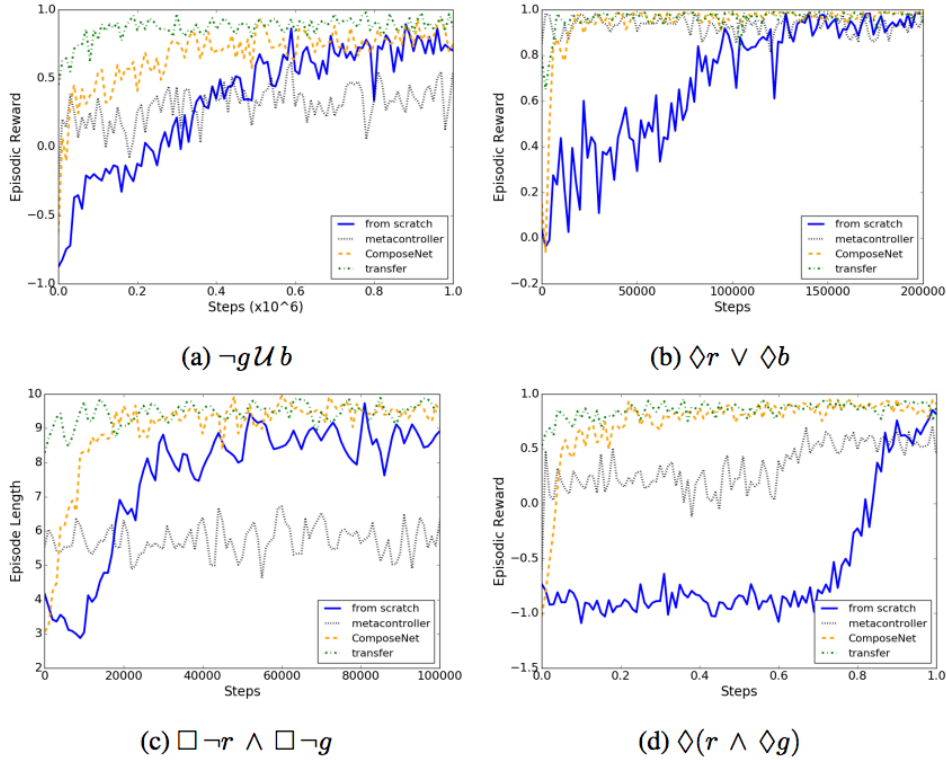 1.0
0.5
0.0
−0.5
−1.0
Episodic Reward
0.0 0.2 0.4 0.6 0.8 1.0
Steps (x10^6)
from scratch
metacontroller
ComposeNet
transfer
(a) ¬g 𝒰 b
1.0
0.8
0.6
0.4
0.2
0.0
−0.2
Episodic Reward
0 50000 100000 150000 200000
Steps
from scratch
metacontroller
ComposeNet
transfer
(b) ◊r ∨ ◊b
10
9
8
7
6
5
4
3
2
Episode Length
0 20000 40000 60000 80000 100000
Steps
from scratch
metacontroller
ComposeNet
transfer
(c) □ ¬r ∧ □ ¬g
1.0
0.5
0.0
−0.5
−1.0
−1.5
Episodic Reward
0.0 0.2 0.4 0.6 0.8 1.0
Steps
from scratch
metacontroller
ComposeNet
transfer
(d) ◊(r ∧ ◊g)